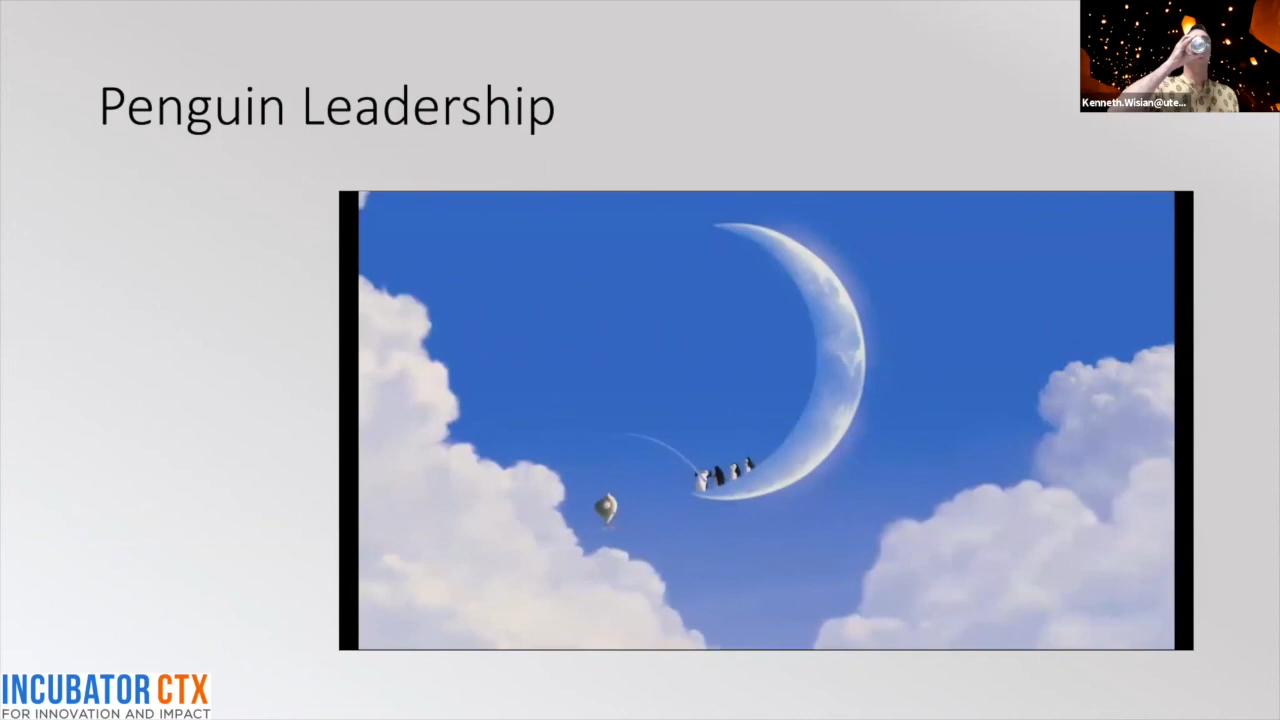 Penguin Leadership
Kenneth.Wisian@ute...
INCUBATOR CTX
FOR INNOVATION AND IMPACT